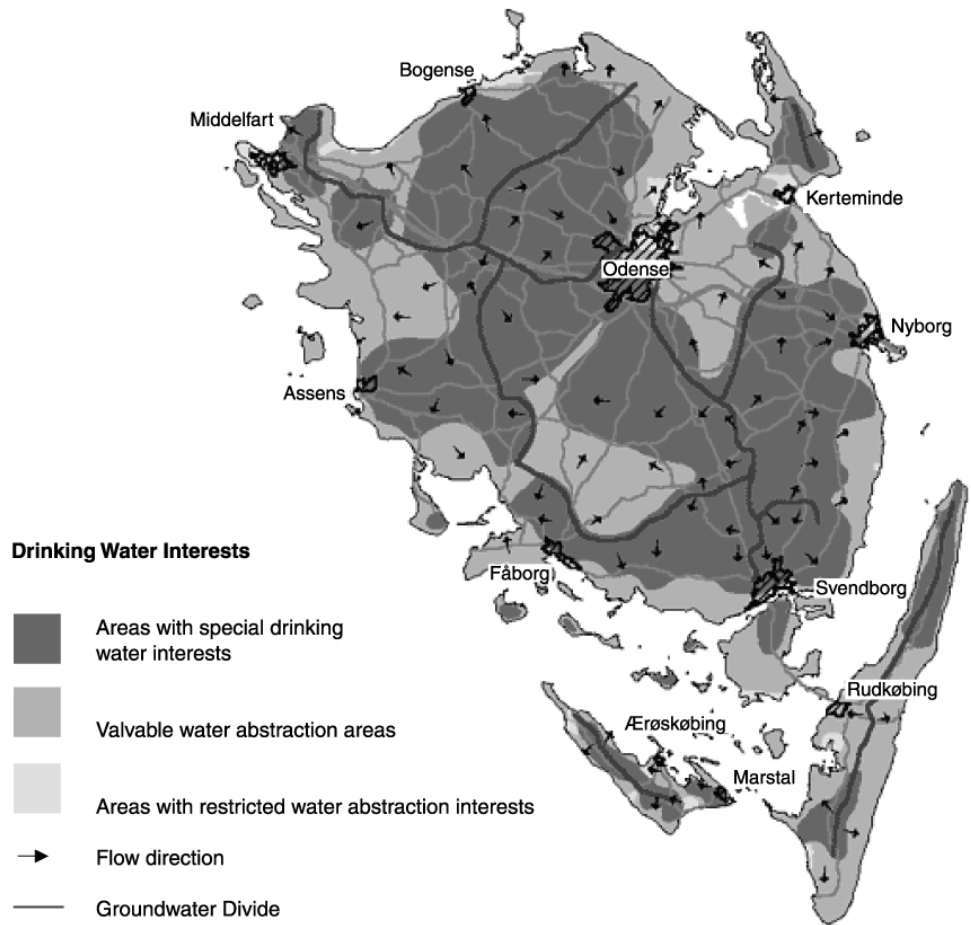 Bogense
Middelfart
Kerteminde
Odense
Nyborg
Assens
Drinking Water Interests
Fåborg
Svendborg
Areas with special drinking
water interests
Rudkøbing
Valvable water abstraction areas
Ærøskøbing
Marstal
Areas with restricted water abstraction interests
Flow direction
Groundwater Divide